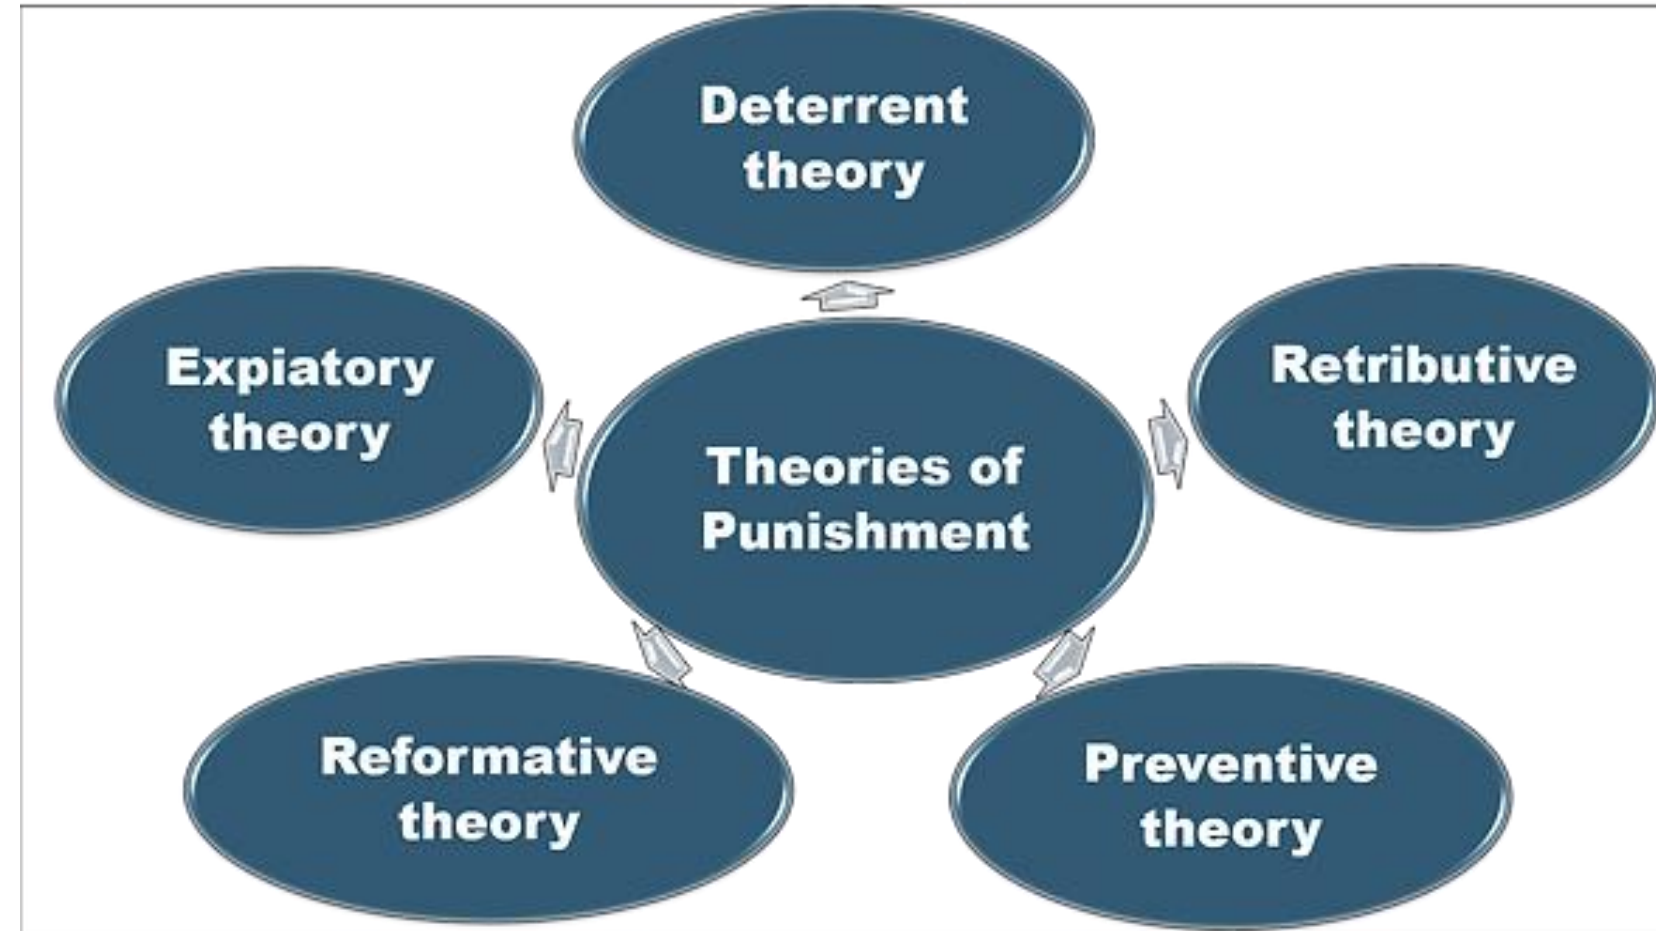 Deterrent
theory
Expiatory
theory
Retributive
theory
Theories of
Punishment
Reformative
theory
Preventive
theory